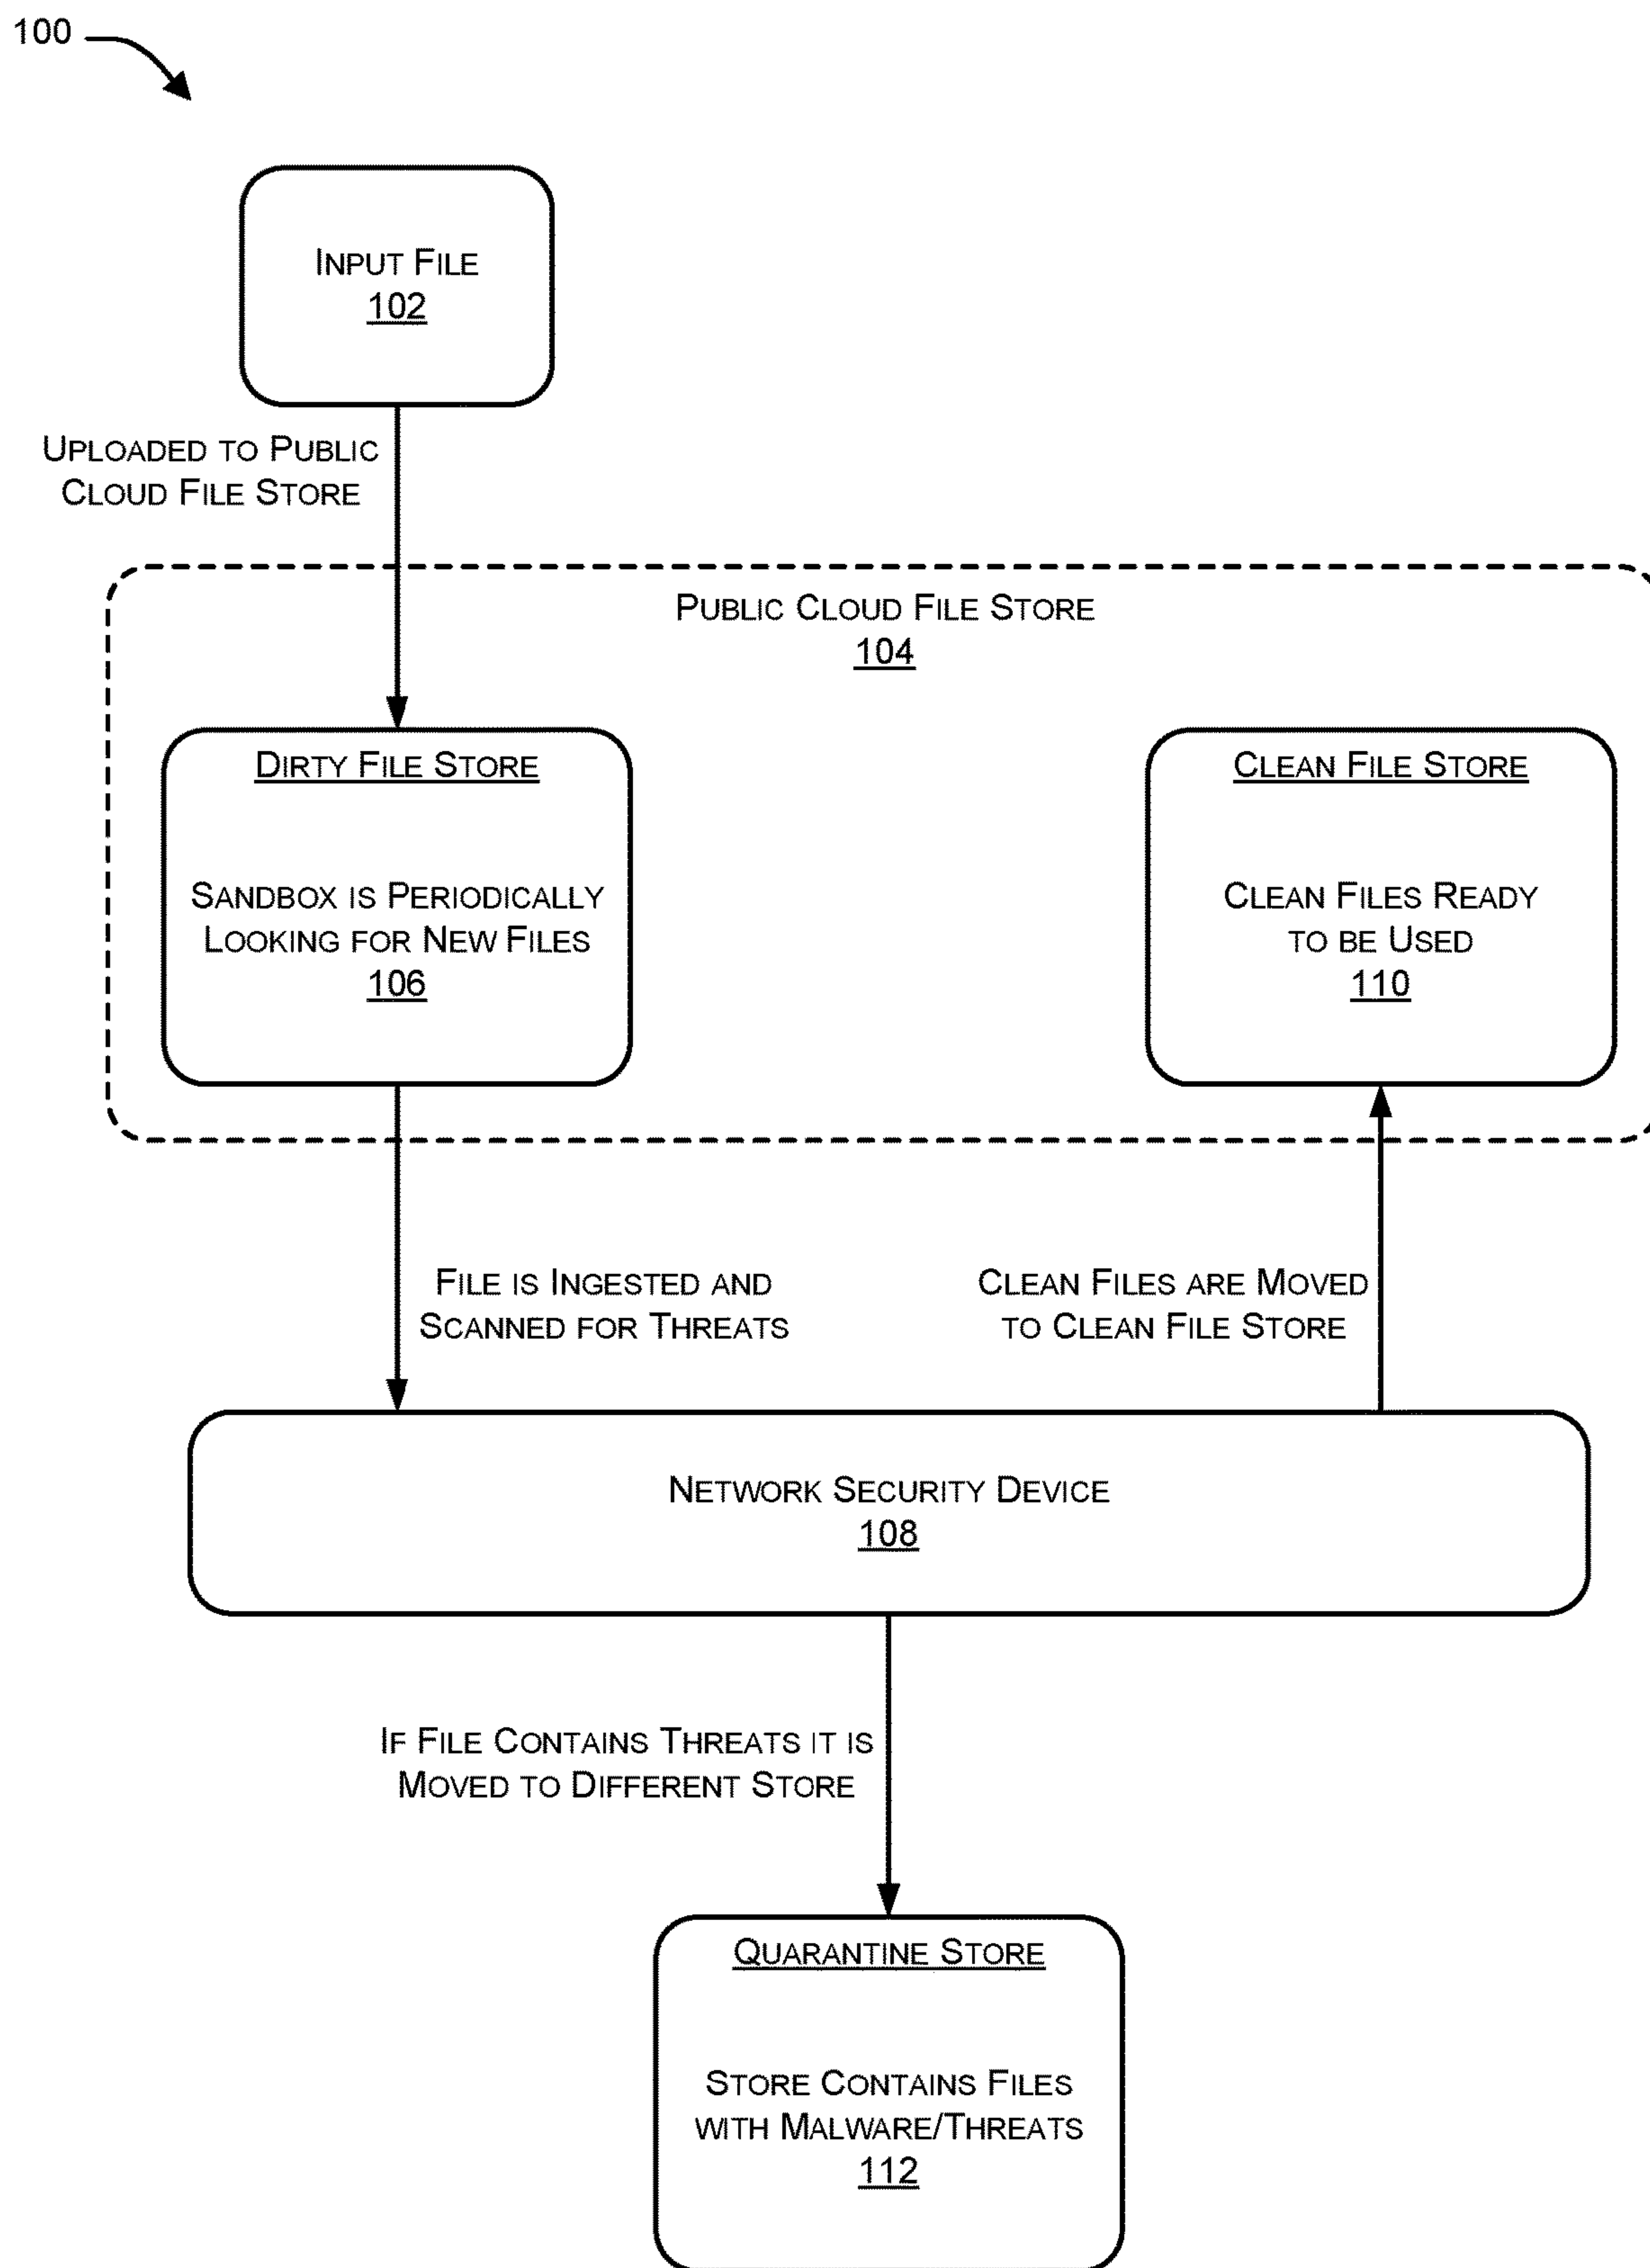 100
INPUT FILE
102
UPLOADED TO PUBLIC
CLOUD FILE STORE
PUBLIC CLOUD FILE STORE
104
DIRTY FILE STORE
SANDBOX IS PERIODICALLY
LOOKING FOR NEW FILES
106
CLEAN FILE STORE
CLEAN FILES READY
TO BE USED
110
FILE IS INGESTED AND
SCANNED FOR THREATS
CLEAN FILES ARE MOVED
TO CLEAN FILE STORE
NETWORK SECURITY DEVICE
108
IF FILE CONTAINS THREATS IT IS
MOVED TO DIFFERENT STORE
QUARANTINE STORE
STORE CONTAINS FILES
WITH MALWARE/THREATS
112